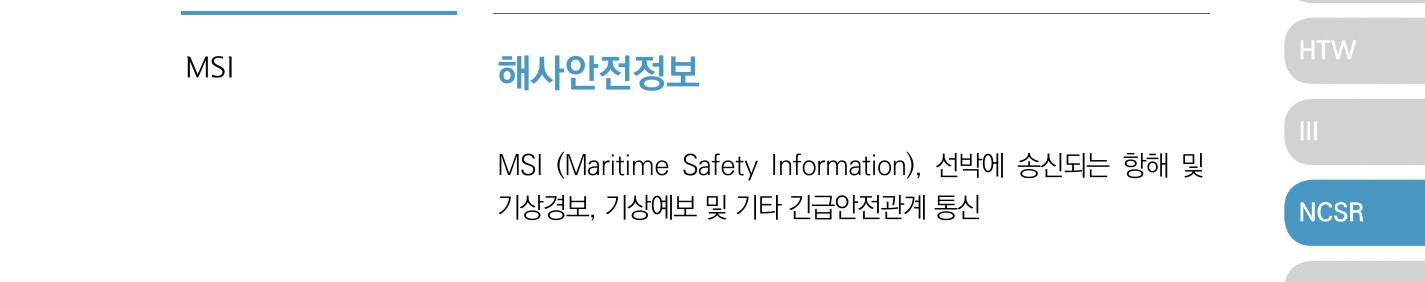 MSI
해사안전정보
MSI (Maritime Safety Information), 선박에 송신되는 항해 및
기상경보, 기상예보 및 기타 긴급안전관계 통신
HTW
III
NCSR